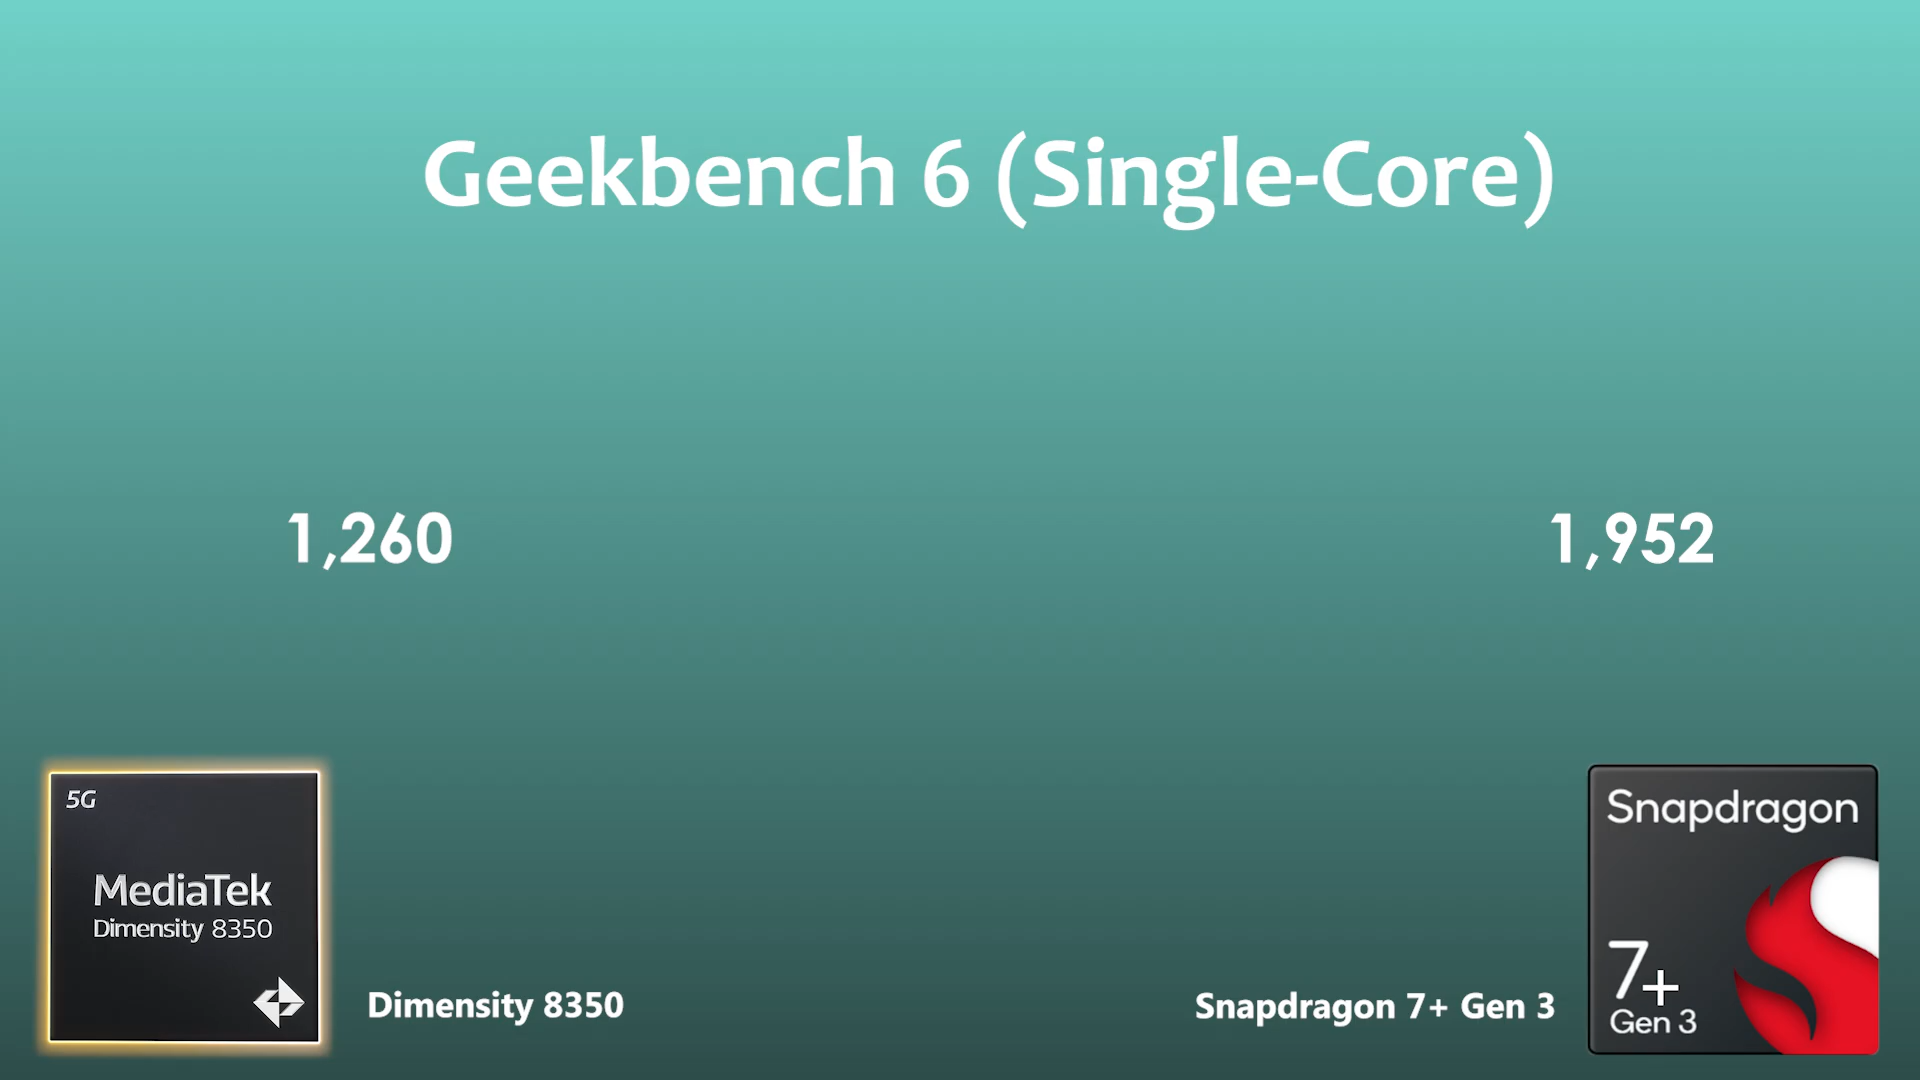 Geekbench 6 (Single-Core)
1,260
1,952
5G
MediaTek
Dimensity 8350
Dimensity 8350
Snapdragon 7+ Gen 3
Snapdragon
7+
Gen 3